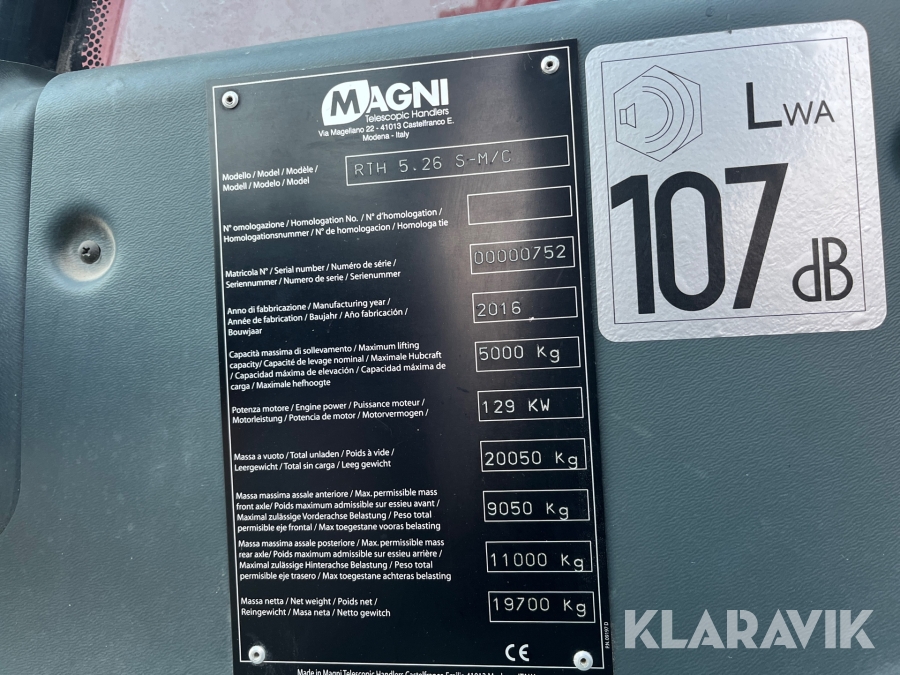 MAGNI
Telescopic Handlers
Via Magellano 22 - 41013 Castelfranco E.
Modena - Italy
Modello / Model / Modèle /
Modell / Modelo / Model
RTH 5.26 S-M/C
N° omologazione / Homologation No. / N° d'homologation /
Homologationsnummer / N° de homologacion / Homologa tie
Matricola N° / Serial number / Numéro de série /
Seriennummer / Numero de serie / Serienummer
00000752
Anno di fabbricazione / Manufacturing year /
Année de fabrication / Baujahr / Año fabricación /
Bouwjaar
2016
Capacità massima di sollevamento / Maximum lifting
capacity/ Capacité de levage nominal / Maximale Hubcraft
/ Capacidad máxima de elevación / Capacidad máxima de
carga / Maximale hefhoogte
5000 Kg
Potenza motore / Engine power / Puissance moteur /
Motorleistung / Potencia de motor / Motorvermogen /
129 KW
Massa a vuoto / Total unladen / Poids à vide /
Leergewicht / Total sin carga / Leeg gewicht
20050 Kg
Massa massima assale anteriore / Max. permissible mass
front axle/ Poids maximum admissible sur essieu avant /
Maximal zulässige Vorderachse Belastung / Peso total
permisible eje frontal / Max toegestane vooras belasting
9050 Kg
Massa massima assale posteriore / Max. permissible mass
rear axle/ Poids maximum admissible sur essieu arrière /
Maximal zulässige Hinterachse Belastung / Peso total
permisible eje trasero / Max toegestane achteras belasting
11000 Kg
Massa netta / Net weight / Poids net /
Reingewicht / Masa neta / Netto gewitch
19700 Kg
CE
Made in Magni Telescopic Handlers Castelfranco Emilia 41013
LWA
107
dB
KLARAVIK